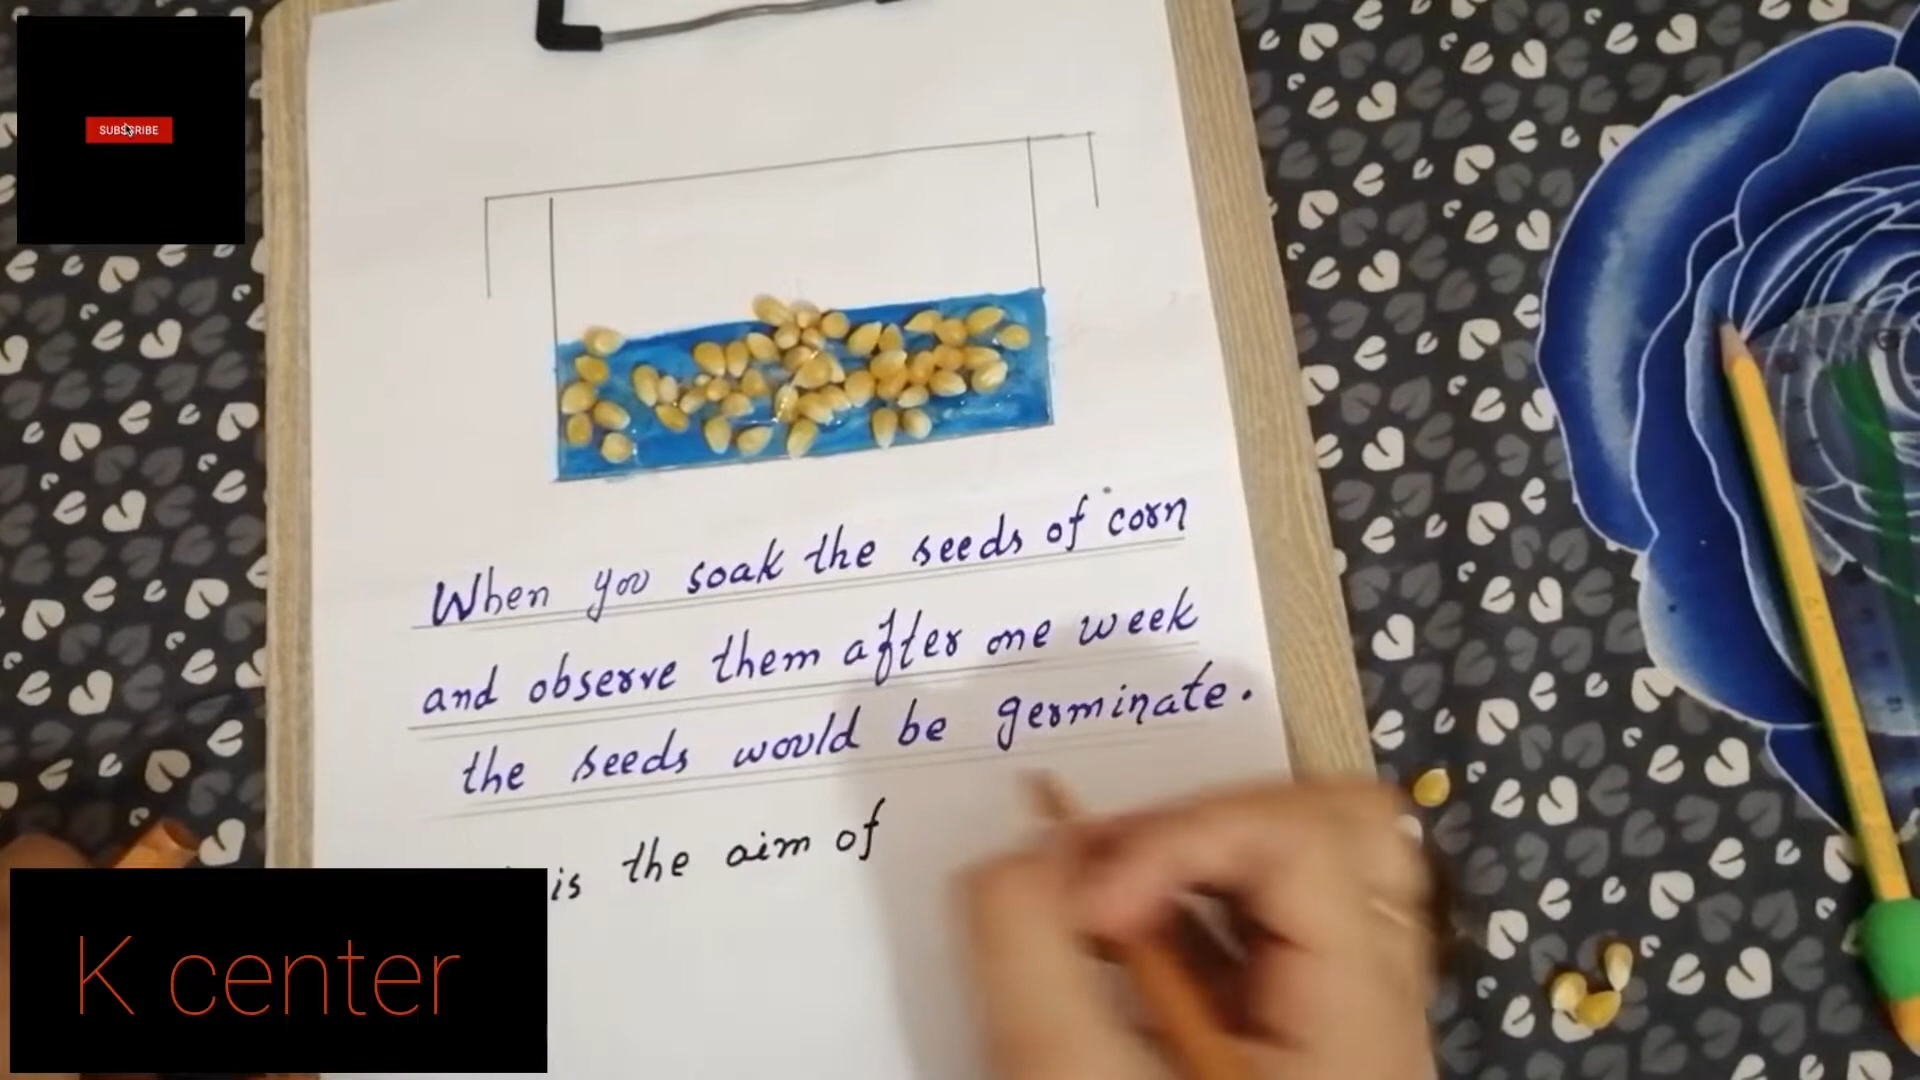 SUBSCRIBE
When you soak the seeds of corn
and observe them after one week
the seeds would be germinate.
is the aim of
K center